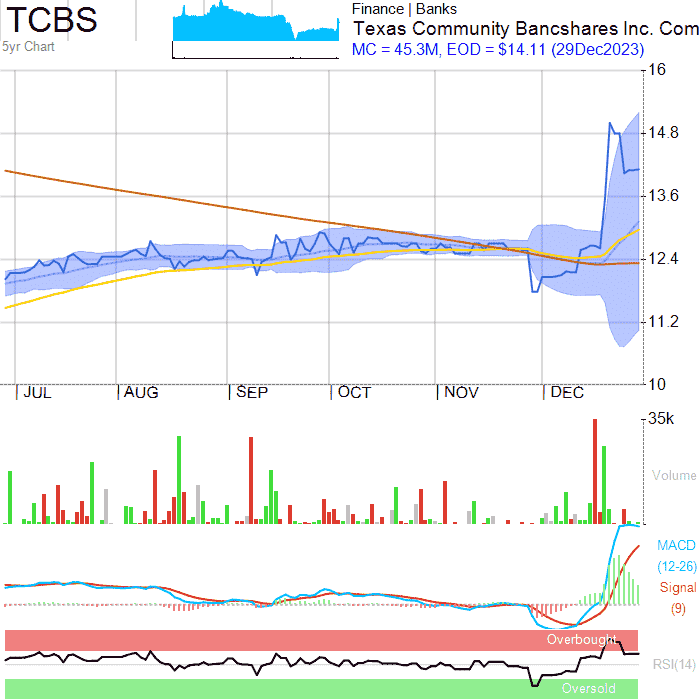 TCBS
5yr Chart
Finance | Banks
Texas Community Bancshares Inc. Com
MC = 45.3M, EOD = $14.11 (29Dec2023)
16
14.8
13.6
12.4
11.2
10
JUL AUG SEP OCT NOV DEC
35k
Volume
MACD
(12-26)
Signal
(9)
Overbought
RSI(14)
Oversold